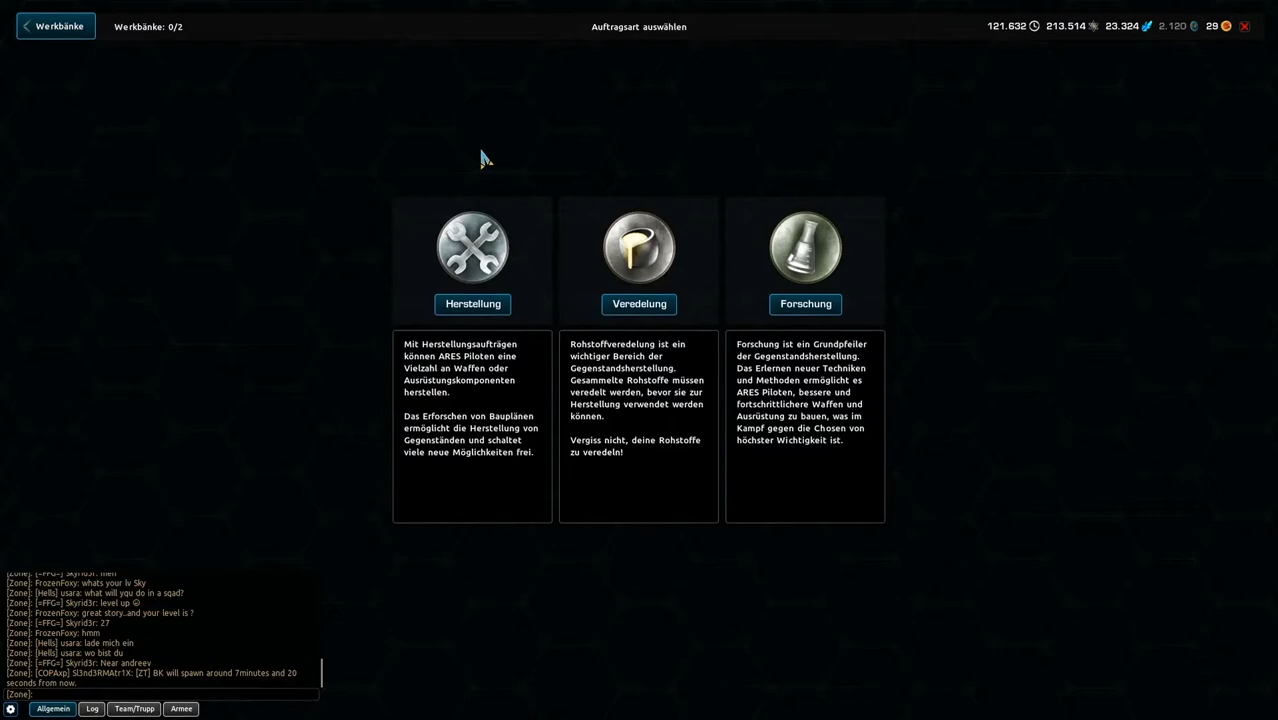 Werkbänke
Werkbänke: 0/2
Auftragsart auswählen
121.632 213.514 23.324 2.120 29
Herstellung
Veredelung
Forschung
Mit Herstellungsaufträgen
können ARES Piloten eine
Vielzahl an Waffen oder
Ausrüstungskomponenten
herstellen.
Das Erforschen von Bauplänen
ermöglicht die Herstellung von
Gegenständen und schaltet
viele neue Möglichkeiten frei.
Rohstoffveredelung ist ein
wichtiger Bereich der
Gegenstandsherstellung.
Gesammelte Rohstoffe müssen
veredelt werden, bevor sie zur
Herstellung verwendet werden
können.
Vergiss nicht, deine Rohstoffe
zu veredeln!
Forschung ist ein Grundpfeiler
der Gegenstandsherstellung.
Das Erlernen neuer Techniken
und Methoden ermöglicht es
ARES Piloten, bessere und
fortschrittlichere Waffen und
Ausrüstung zu bauen, was im
Kampf gegen die Chosen von
höchster Wichtigkeit ist.
[Zone]: [=FFG=] Skyrid3r:
[Zone]: FrozenFoxy: whats your lv Sky
[Zone]: [Hells] usara: what will you do in a sqad?
[Zone]: [=FFG=] Skyrid3r: level up
[Zone]: FrozenFoxy: great story..and your level is ?
[Zone]: [=FFG=] Skyrid3r: 27
[Zone]: FrozenFoxy: hmm
[Zone]: [Hells] usara: lade mich ein
[Zone]: [Hells] usara: wo bist du
[Zone]: [=FFG=] Skyrid3r: Near andreev
[Zone]: [COPAxp] Sl3nd3RMAtr1X: [ZT] BK will spawn around 7minutes and 20
seconds from now.
[Zone]:
Allgemein Log Team/Trupp Armee